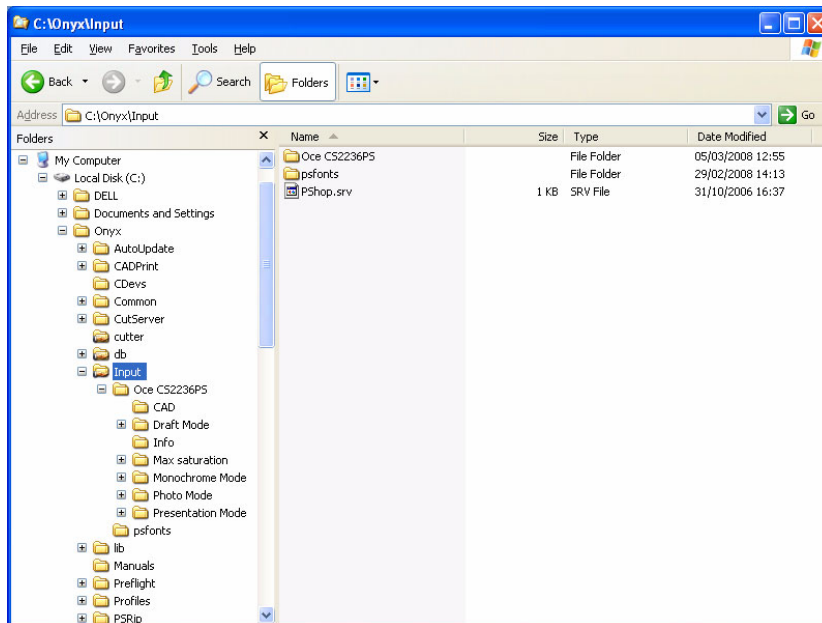 C:\Onyx\Input
File Edit View Favorites Tools Help
Back Search Folders
Address C:\Onyx\Input Go
Folders
My Computer
Local Disk (C:)
DELL
Documents and Settings
Onyx
AutoUpdate
CADPrint
CDevs
Common
CutServer
cutter
db
Input
Oce CS2236PS
CAD
Draft Mode
Info
Max saturation
Monochrome Mode
Photo Mode
Presentation Mode
psfonts
lib
Manuals
Preflight
Profiles
PSRip
Name Size Type Date Modified
Oce CS2236PS File Folder 05/03/2008 12:55
psfonts File Folder 29/02/2008 14:13
PShop.srv 1 KB SRV File 31/10/2006 16:37